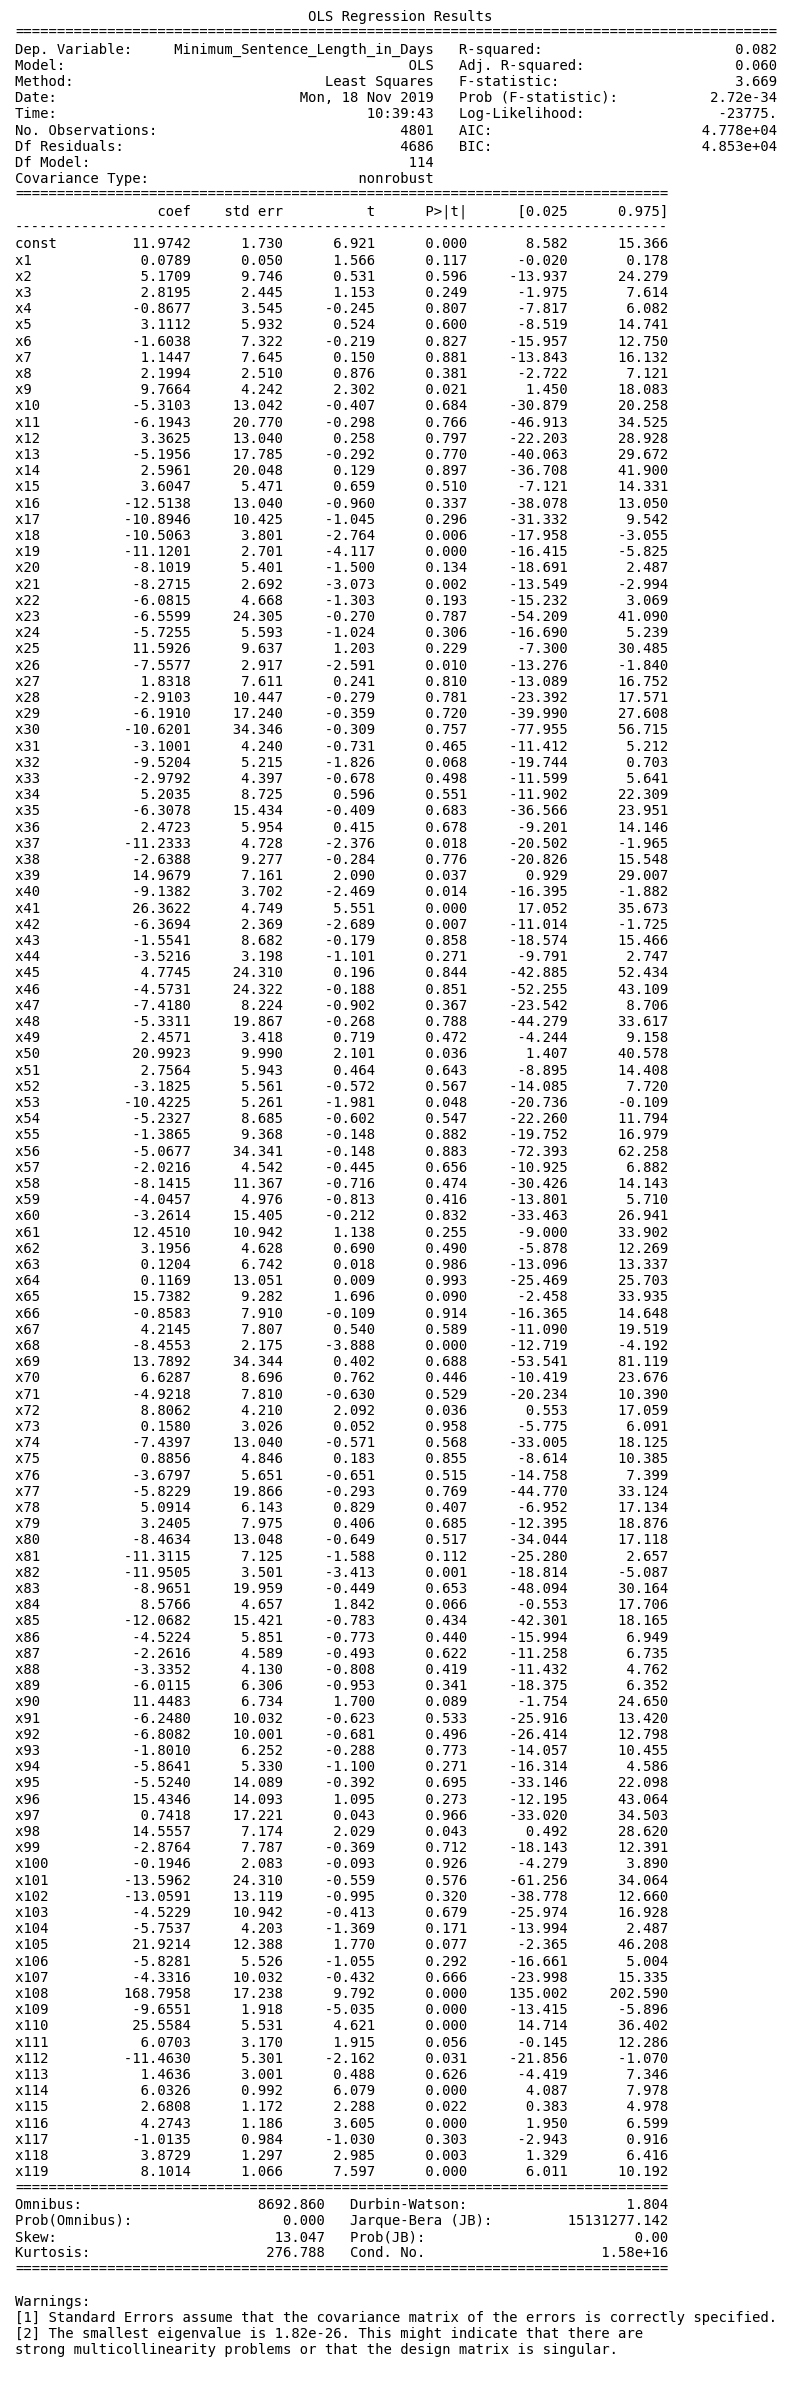 OLS Regression Results
==========================================================================================
Dep. Variable: Minimum_Sentence_Length_in_Days R-squared: 0.082
Model: OLS Adj. R-squared: 0.060
Method: Least Squares F-statistic: 3.669
Date: Mon, 18 Nov 2019 Prob (F-statistic): 2.72e-34
Time: 10:39:43 Log-Likelihood: -23775.
No. Observations: 4801 AIC: 4.778e+04
Df Residuals: 4686 BIC: 4.853e+04
Df Model: 114
Covariance Type: nonrobust
==============================================================================
coef std err t P>|t| [0.025 0.975]
------------------------------------------------------------------------------
const 11.9742 1.730 6.921 0.000 8.582 15.366
x1 0.0789 0.050 1.566 0.117 -0.020 0.178
x2 5.1709 9.746 0.531 0.596 -13.937 24.279
x3 2.8195 2.445 1.153 0.249 -1.975 7.614
x4 -0.8677 3.545 -0.245 0.807 -7.817 6.082
x5 3.1112 5.932 0.524 0.600 -8.519 14.741
x6 -1.6038 7.322 -0.219 0.827 -15.957 12.750
x7 1.1447 7.645 0.150 0.881 -13.843 16.132
x8 2.1994 2.510 0.876 0.381 -2.722 7.121
x9 9.7664 4.242 2.302 0.021 1.450 18.083
x10 -5.3103 13.042 -0.407 0.684 -30.879 20.258
x11 -6.1943 20.770 -0.298 0.766 -46.913 34.525
x12 3.3625 13.040 0.258 0.797 -22.203 28.928
x13 -5.1956 17.785 -0.292 0.770 -40.063 29.672
x14 2.5961 20.048 0.129 0.897 -36.708 41.900
x15 3.6047 5.471 0.659 0.510 -7.121 14.331
x16 -12.5138 13.040 -0.960 0.337 -38.078 13.050
x17 -10.8946 10.425 -1.045 0.296 -31.332 9.542
x18 -10.5063 3.801 -2.764 0.006 -17.958 -3.055
x19 -11.1201 2.701 -4.117 0.000 -16.415 -5.825
x20 -8.1019 5.401 -1.500 0.134 -18.691 2.487
x21 -8.2715 2.692 -3.073 0.002 -13.549 -2.994
x22 -6.0815 4.668 -1.303 0.193 -15.232 3.069
x23 -6.5599 24.305 -0.270 0.787 -54.209 41.090
x24 -5.7255 5.593 -1.024 0.306 -16.690 5.239
x25 11.5926 9.637 1.203 0.229 -7.300 30.485
x26 -7.5577 2.917 -2.591 0.010 -13.276 -1.840
x27 1.8318 7.611 0.241 0.810 -13.089 16.752
x28 -2.9103 10.447 -0.279 0.781 -23.392 17.571
x29 -6.1910 17.240 -0.359 0.720 -39.990 27.608
x30 -10.6201 34.346 -0.309 0.757 -77.955 56.715
x31 -3.1001 4.240 -0.731 0.465 -11.412 5.212
x32 -9.5204 5.215 -1.826 0.068 -19.744 0.703
x33 -2.9792 4.397 -0.678 0.498 -11.599 5.641
x34 5.2035 8.725 0.596 0.551 -11.902 22.309
x35 -6.3078 15.434 -0.409 0.683 -36.566 23.951
x36 2.4723 5.954 0.415 0.678 -9.201 14.146
x37 -11.2333 4.728 -2.376 0.018 -20.502 -1.965
x38 -2.6388 9.277 -0.284 0.776 -20.826 15.548
x39 14.9679 7.161 2.090 0.037 0.929 29.007
x40 -9.1382 3.702 -2.469 0.014 -16.395 -1.882
x41 26.3622 4.749 5.551 0.000 17.052 35.673
x42 -6.3694 2.369 -2.689 0.007 -11.014 -1.725
x43 -1.5541 8.682 -0.179 0.858 -18.574 15.466
x44 -3.5216 3.198 -1.101 0.271 -9.791 2.747
x45 4.7745 24.310 0.196 0.844 -42.885 52.434
x46 -4.5731 24.322 -0.188 0.851 -52.255 43.109
x47 -7.4180 8.224 -0.902 0.367 -23.542 8.706
x48 -5.3311 19.867 -0.268 0.788 -44.279 33.617
x49 2.4571 3.418 0.719 0.472 -4.244 9.158
x50 20.9923 9.990 2.101 0.036 1.407 40.578
x51 2.7564 5.943 0.464 0.643 -8.895 14.408
x52 -3.1825 5.561 -0.572 0.567 -14.085 7.720
x53 -10.4225 5.261 -1.981 0.048 -20.736 -0.109
x54 -5.2327 8.685 -0.602 0.547 -22.260 11.794
x55 -1.3865 9.368 -0.148 0.882 -19.752 16.979
x56 -5.0677 34.341 -0.148 0.883 -72.393 62.258
x57 -2.0216 4.542 -0.445 0.656 -10.925 6.882
x58 -8.1415 11.367 -0.716 0.474 -30.426 14.143
x59 -4.0457 4.976 -0.813 0.416 -13.801 5.710
x60 -3.2614 15.405 -0.212 0.832 -33.463 26.941
x61 12.4510 10.942 1.138 0.255 -9.000 33.902
x62 3.1956 4.628 0.690 0.490 -5.878 12.269
x63 0.1204 6.742 0.018 0.986 -13.096 13.337
x64 0.1169 13.051 0.009 0.993 -25.469 25.703
x65 15.7382 9.282 1.696 0.090 -2.458 33.935
x66 -0.8583 7.910 -0.109 0.914 -16.365 14.648
x67 4.2145 7.807 0.540 0.589 -11.090 19.519
x68 -8.4553 2.175 -3.888 0.000 -12.719 -4.192
x69 13.7892 34.344 0.402 0.688 -53.541 81.119
x70 6.6287 8.696 0.762 0.446 -10.419 23.676
x71 -4.9218 7.810 -0.630 0.529 -20.234 10.390
x72 8.8062 4.210 2.092 0.036 0.553 17.059
x73 0.1580 3.026 0.052 0.958 -5.775 6.091
x74 -7.4397 13.040 -0.571 0.568 -33.005 18.125
x75 0.8856 4.846 0.183 0.855 -8.614 10.385
x76 -3.6797 5.651 -0.651 0.515 -14.758 7.399
x77 -5.8229 19.866 -0.293 0.769 -44.770 33.124
x78 5.0914 6.143 0.829 0.407 -6.952 17.134
x79 3.2405 7.975 0.406 0.685 -12.395 18.876
x80 -8.4634 13.048 -0.649 0.517 -34.044 17.118
x81 -11.3115 7.125 -1.588 0.112 -25.280 2.657
x82 -11.9505 3.501 -3.413 0.001 -18.814 -5.087
x83 -8.9651 19.959 -0.449 0.653 -48.094 30.164
x84 8.5766 4.657 1.842 0.066 -0.553 17.706
x85 -12.0682 15.421 -0.783 0.434 -42.301 18.165
x86 -4.5224 5.851 -0.773 0.440 -15.994 6.949
x87 -2.2616 4.589 -0.493 0.622 -11.258 6.735
x88 -3.3352 4.130 -0.808 0.419 -11.432 4.762
x89 -6.0115 6.306 -0.953 0.341 -18.375 6.352
x90 11.4483 6.734 1.700 0.089 -1.754 24.650
x91 -6.2480 10.032 -0.623 0.533 -25.916 13.420
x92 -6.8082 10.001 -0.681 0.496 -26.414 12.798
x93 -1.8010 6.252 -0.288 0.773 -14.057 10.455
x94 -5.8641 5.330 -1.100 0.271 -16.314 4.586
x95 -5.5240 14.089 -0.392 0.695 -33.146 22.098
x96 15.4346 14.093 1.095 0.273 -12.195 43.064
x97 0.7418 17.221 0.043 0.966 -33.020 34.503
x98 14.5557 7.174 2.029 0.043 0.492 28.620
x99 -2.8764 7.787 -0.369 0.712 -18.143 12.391
x100 -0.1946 2.083 -0.093 0.926 -4.279 3.890
x101 -13.5962 24.310 -0.559 0.576 -61.256 34.064
x102 -13.0591 13.119 -0.995 0.320 -38.778 12.660
x103 -4.5229 10.942 -0.413 0.679 -25.974 16.928
x104 -5.7537 4.203 -1.369 0.171 -13.994 2.487
x105 21.9214 12.388 1.770 0.077 -2.365 46.208
x106 -5.8281 5.526 -1.055 0.292 -16.661 5.004
x107 -4.3316 10.032 -0.432 0.666 -23.998 15.335
x108 168.7958 17.238 9.792 0.000 135.002 202.590
x109 -9.6551 1.918 -5.035 0.000 -13.415 -5.896
x110 25.5584 5.531 4.621 0.000 14.714 36.402
x111 6.0703 3.170 1.915 0.056 -0.145 12.286
x112 -11.4630 5.301 -2.162 0.031 -21.856 -1.070
x113 1.4636 3.001 0.488 0.626 -4.419 7.346
x114 6.0326 0.992 6.079 0.000 4.087 7.978
x115 2.6808 1.172 2.288 0.022 0.383 4.978
x116 4.2743 1.186 3.605 0.000 1.950 6.599
x117 -1.0135 0.984 -1.030 0.303 -2.943 0.916
x118 3.8729 1.297 2.985 0.003 1.329 6.416
x119 8.1014 1.066 7.597 0.000 6.011 10.192
==============================================================================
Omnibus: 8692.860 Durbin-Watson: 1.804
Prob(Omnibus): 0.000 Jarque-Bera (JB): 15131277.142
Skew: 13.047 Prob(JB): 0.00
Kurtosis: 276.788 Cond. No. 1.58e+16
==============================================================================
Warnings:
[1] Standard Errors assume that the covariance matrix of the errors is correctly specified.
[2] The smallest eigenvalue is 1.82e-26. This might indicate that there are
strong multicollinearity problems or that the design matrix is singular.